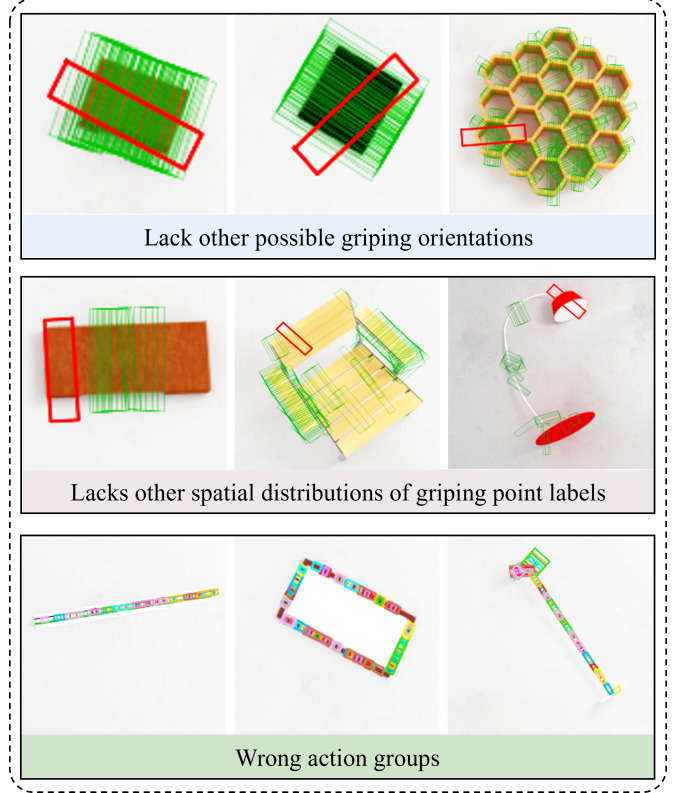 Lack other possible griping orientations
Lacks other spatial distributions of griping point labels
Wrong action groups